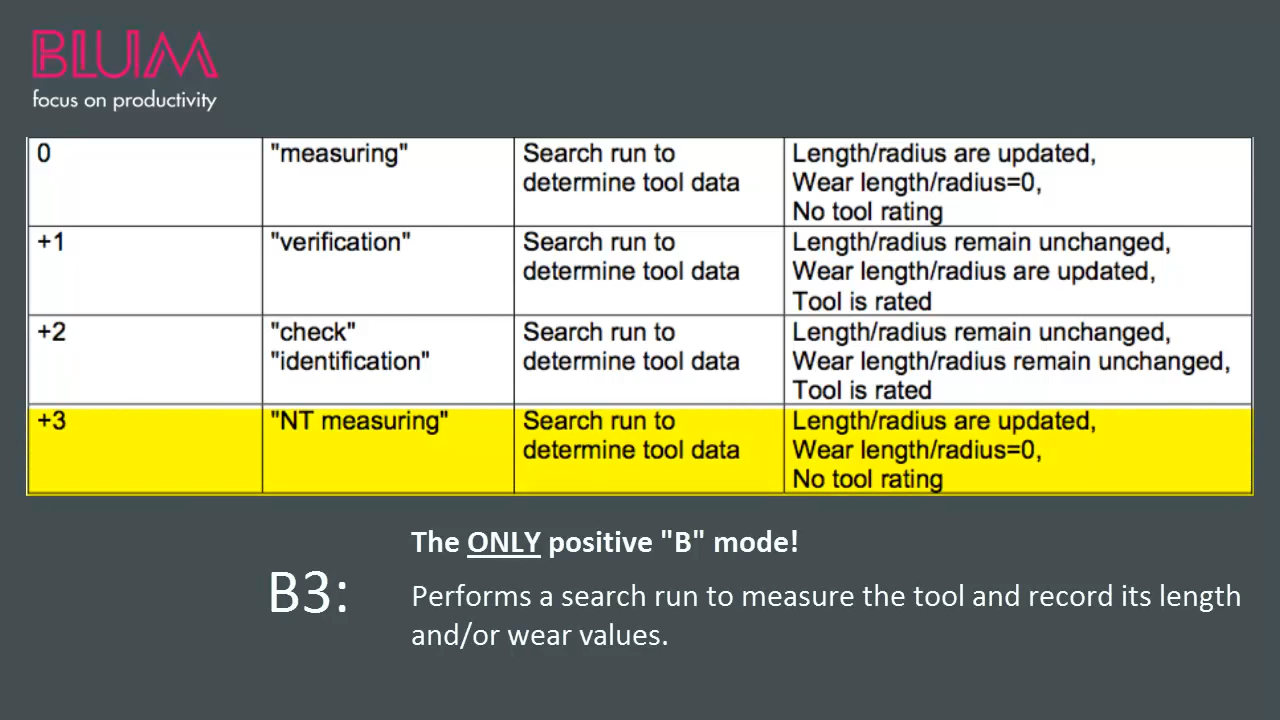 BLUM
focus on productivity
0 "measuring" Search run to Length/radius are updated,
determine tool data Wear length/radius=0,
No tool rating
+1 "verification" Search run to Length/radius remain unchanged,
determine tool data Wear length/radius are updated,
Tool is rated
+2 "check" Search run to Length/radius remain unchanged,
"identification" determine tool data Wear length/radius remain unchanged,
Tool is rated
+3 "NT measuring" Search run to Length/radius are updated,
determine tool data Wear length/radius=0,
No tool rating
The ONLY positive "B" mode!
B3:
Performs a search run to measure the tool and record its length
and/or wear values.